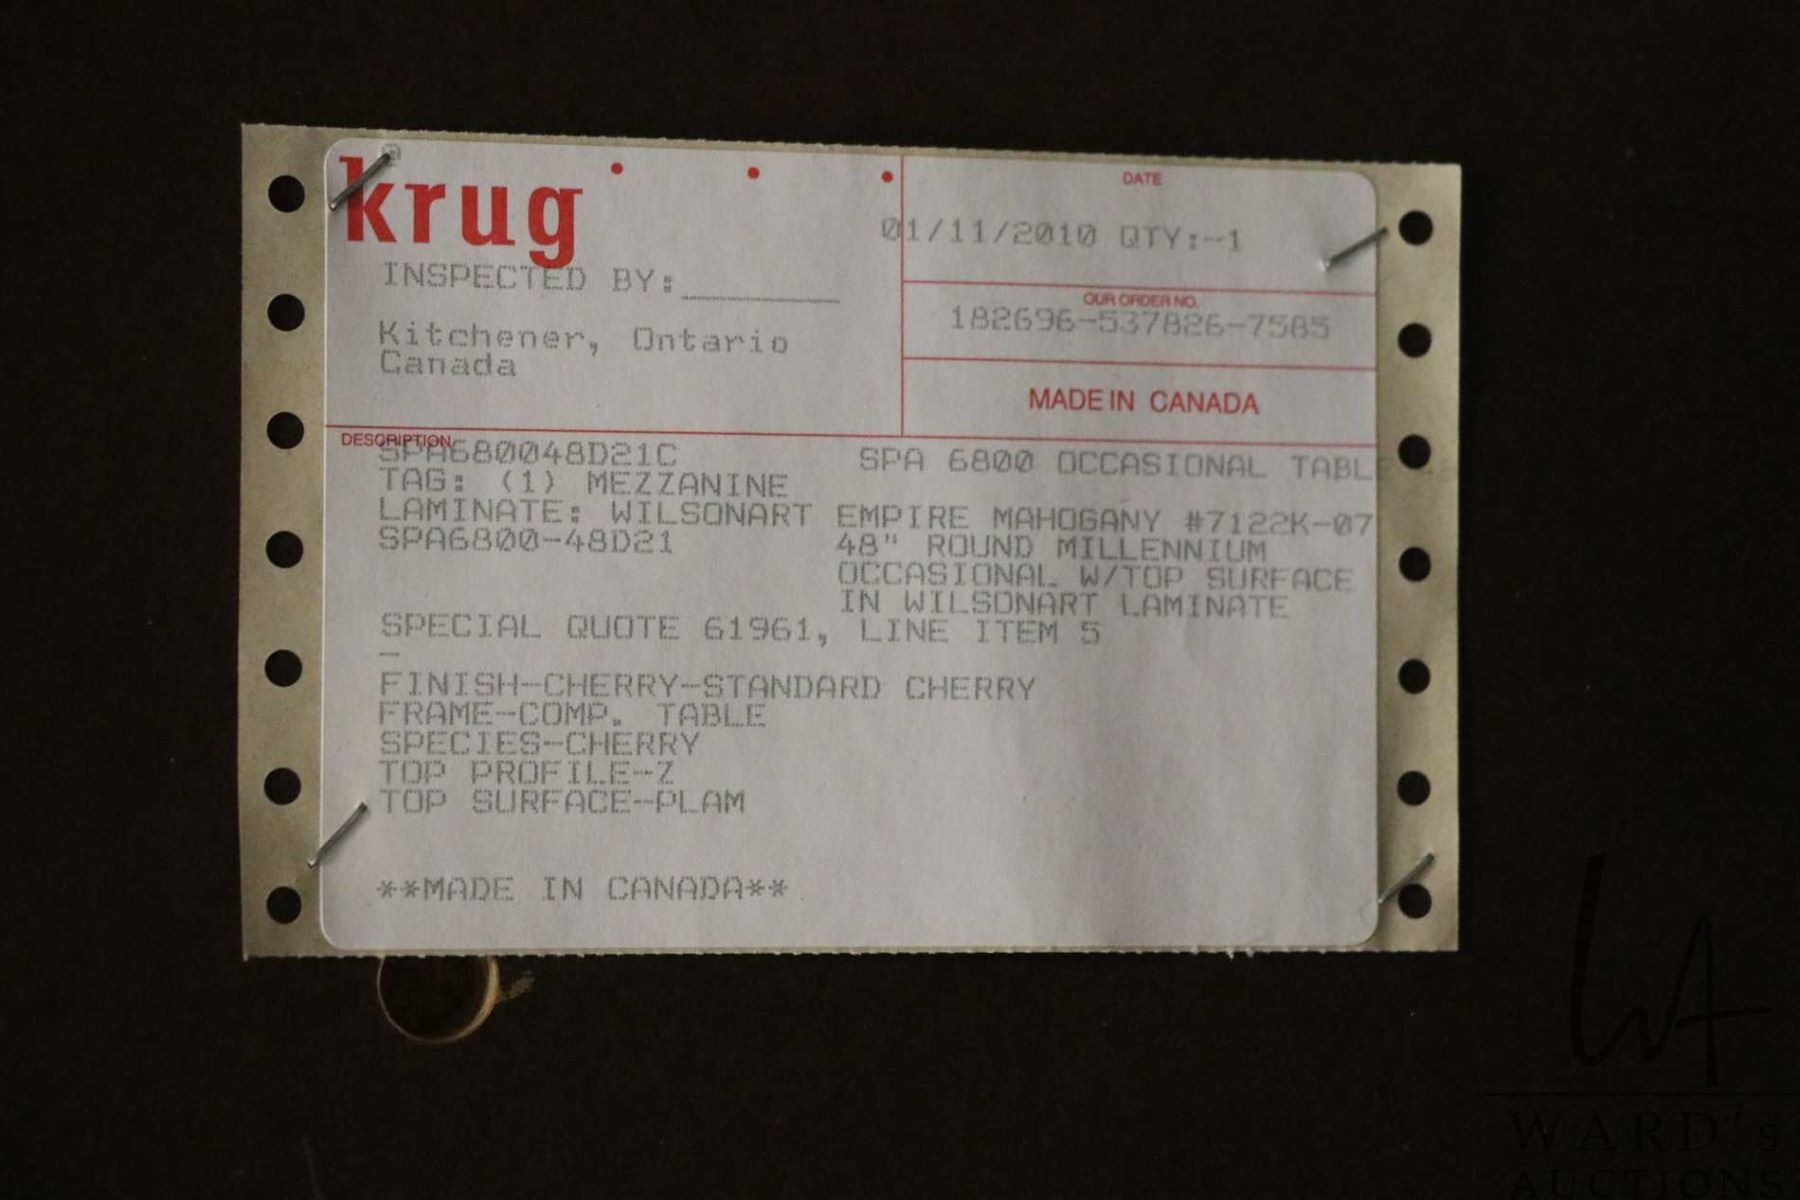 krug
DATE
01/11/2010 QTY:-1
INSPECTED BY:
OUR ORDER NO.
182696-537826-7585
Kitchener, Ontario
Canada
MADE IN CANADA
DESCRIPTION
SPA680048D21C SPA 6800 OCCASIONAL TABLE
TAG: (1) MEZZANINE
LAMINATE: WILSONART EMPIRE MAHOGANY #7122K-07
SPA6800-48D21 48" ROUND MILLENNIUM
OCCASIONAL W/TOP SURFACE
IN WILSONART LAMINATE
SPECIAL QUOTE 61961, LINE ITEM 5
-
FINISH-CHERRY-STANDARD CHERRY
FRAME-COMP. TABLE
SPECIES-CHERRY
TOP PROFILE-Z
TOP SURFACE-PLAM
**MADE IN CANADA**
WA
WARD's
AUCTIONS